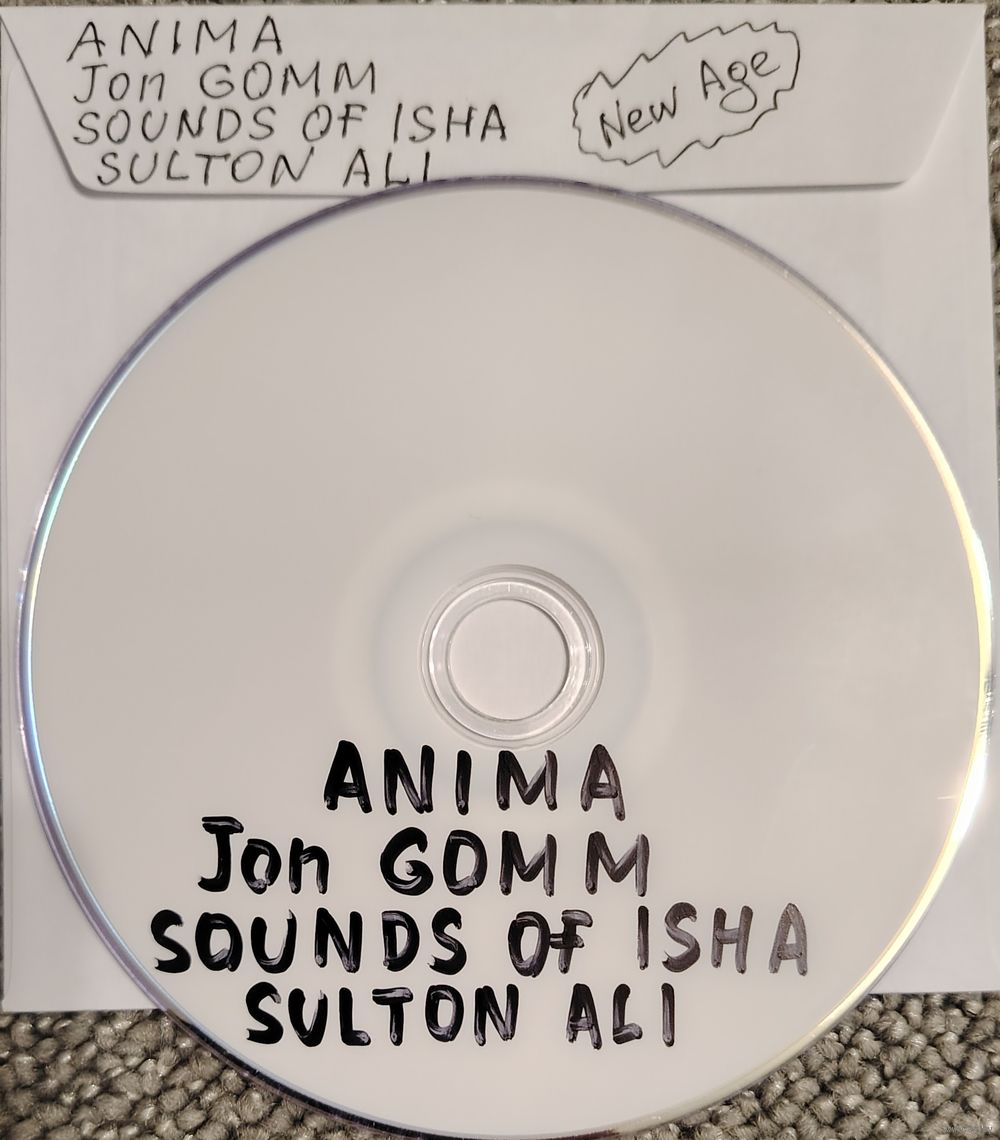 ANIMA
Jon GOMM
SOUNDS OF ISHA
SULTON ALI
New Age
ANIMA
Jon GOMM
SOUNDS OF ISHA
SULTON ALI